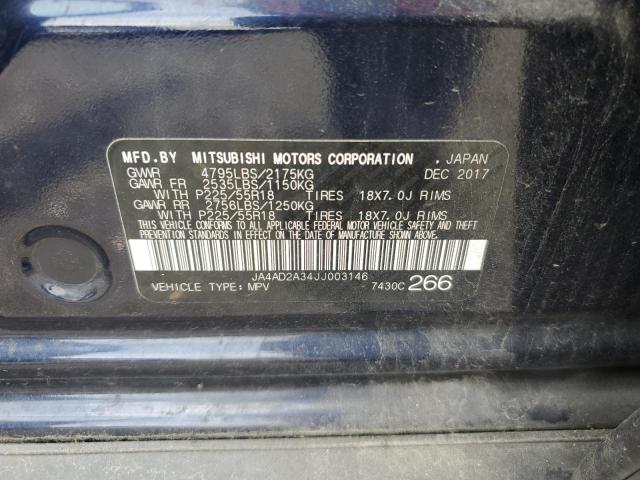 MFD.BY MITSUBISHI MOTORS CORPORATION , JAPAN
GVWR 4795LBS/2175KG DEC 2017
GAWR FR 2535LBS/1150KG
WITH P225/55R18 TIRES 18X7.0J RIMS
GAWR RR 2756LBS/1250KG
WITH P225/55R18 TIRES 18X7.0J RIMS
THIS VEHICLE CONFORMS TO ALL APPLICABLE FEDERAL MOTOR VEHICLE SAFETY, BUMPER AND THEFT
PREVENTION STANDARDS IN EFFECT ON THE DATE OF MANUFACTURE SHOWN ABOVE.
JA4AD2A34JJ003146
VEHICLE TYPE: MPV 7430C 266